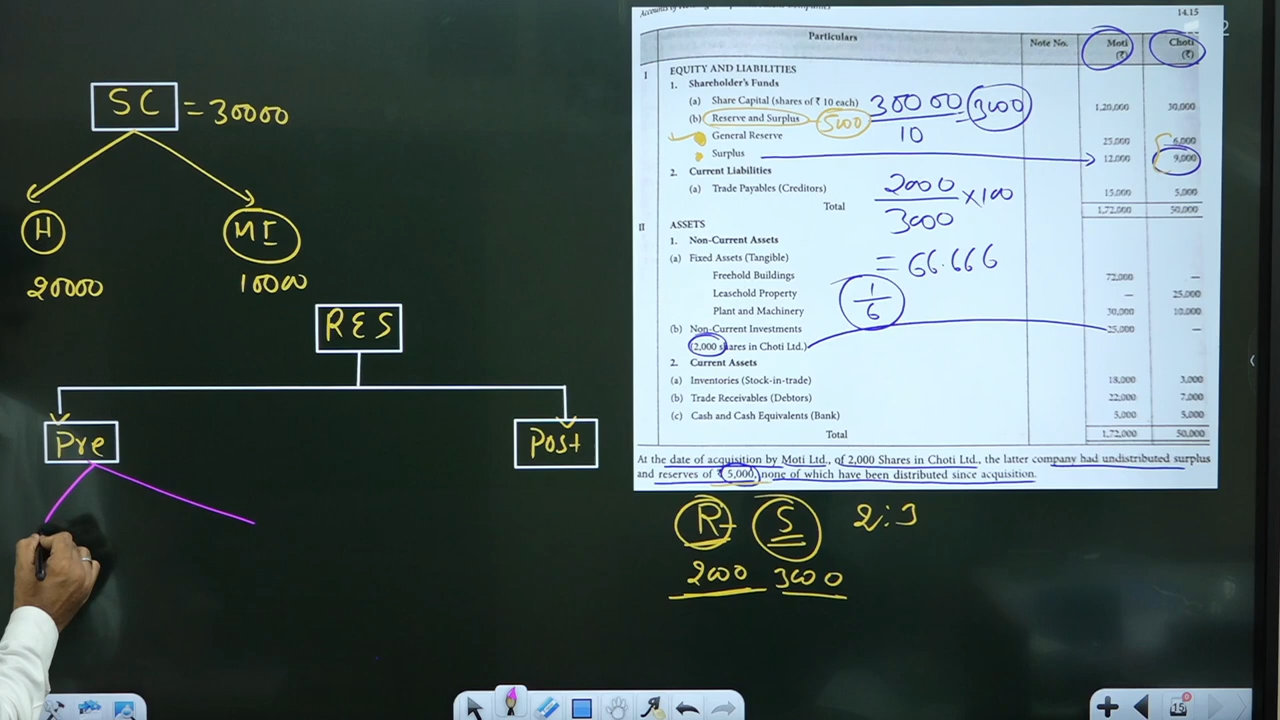 14.15
Particulars Note No. Moti (₹) Choti (₹)
I EQUITY AND LIABILITIES
1. Shareholder's Funds
(a) Share Capital (shares of ₹ 10 each) 1,20,000 30,000
(b) Reserve and Surplus
General Reserve 25,000 6,000
Surplus 12,000 9,000
2. Current Liabilities
(a) Trade Payables (Creditors) 15,000 5,000
Total 1,72,000 50,000
II ASSETS
1. Non-Current Assets
(a) Fixed Assets (Tangible)
Freehold Buildings 72,000 —
Leasehold Property — 25,000
Plant and Machinery 30,000 10,000
(b) Non-Current Investments 25,000 —
(2,000 shares in Choti Ltd.)
2. Current Assets
(a) Inventories (Stock-in-trade) 18,000 3,000
(b) Trade Receivables (Debtors) 22,000 7,000
(c) Cash and Cash Equivalents (Bank) 5,000 5,000
Total 1,72,000 50,000
At the date of acquisition by Moti Ltd., of 2,000 Shares in Choti Ltd., the latter company had undistributed surplus
and reserves of ₹ 5,000, none of which have been distributed since acquisition.
5000
30000 = 3000
10
2000 × 100
3000
= 66.666
1
6
R S 2:3
2000 3000
SC = 30000
H MI
20000 10000
RES
Pre Post
15